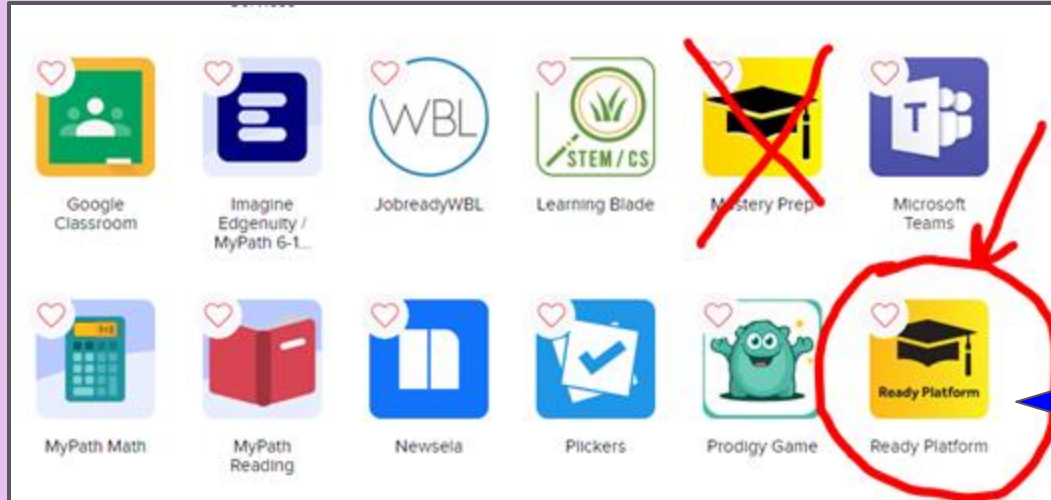 WBL
STEM / CS
T
Google
Classroom
Imagine
Edgenuity /
MyPath 6-1...
JobreadyWBL
Learning Blade
Mastery Prep
Microsoft
Teams
Ready Platform
MyPath Math
MyPath
Reading
Newsela
Plickers
Prodigy Game
Ready Platform